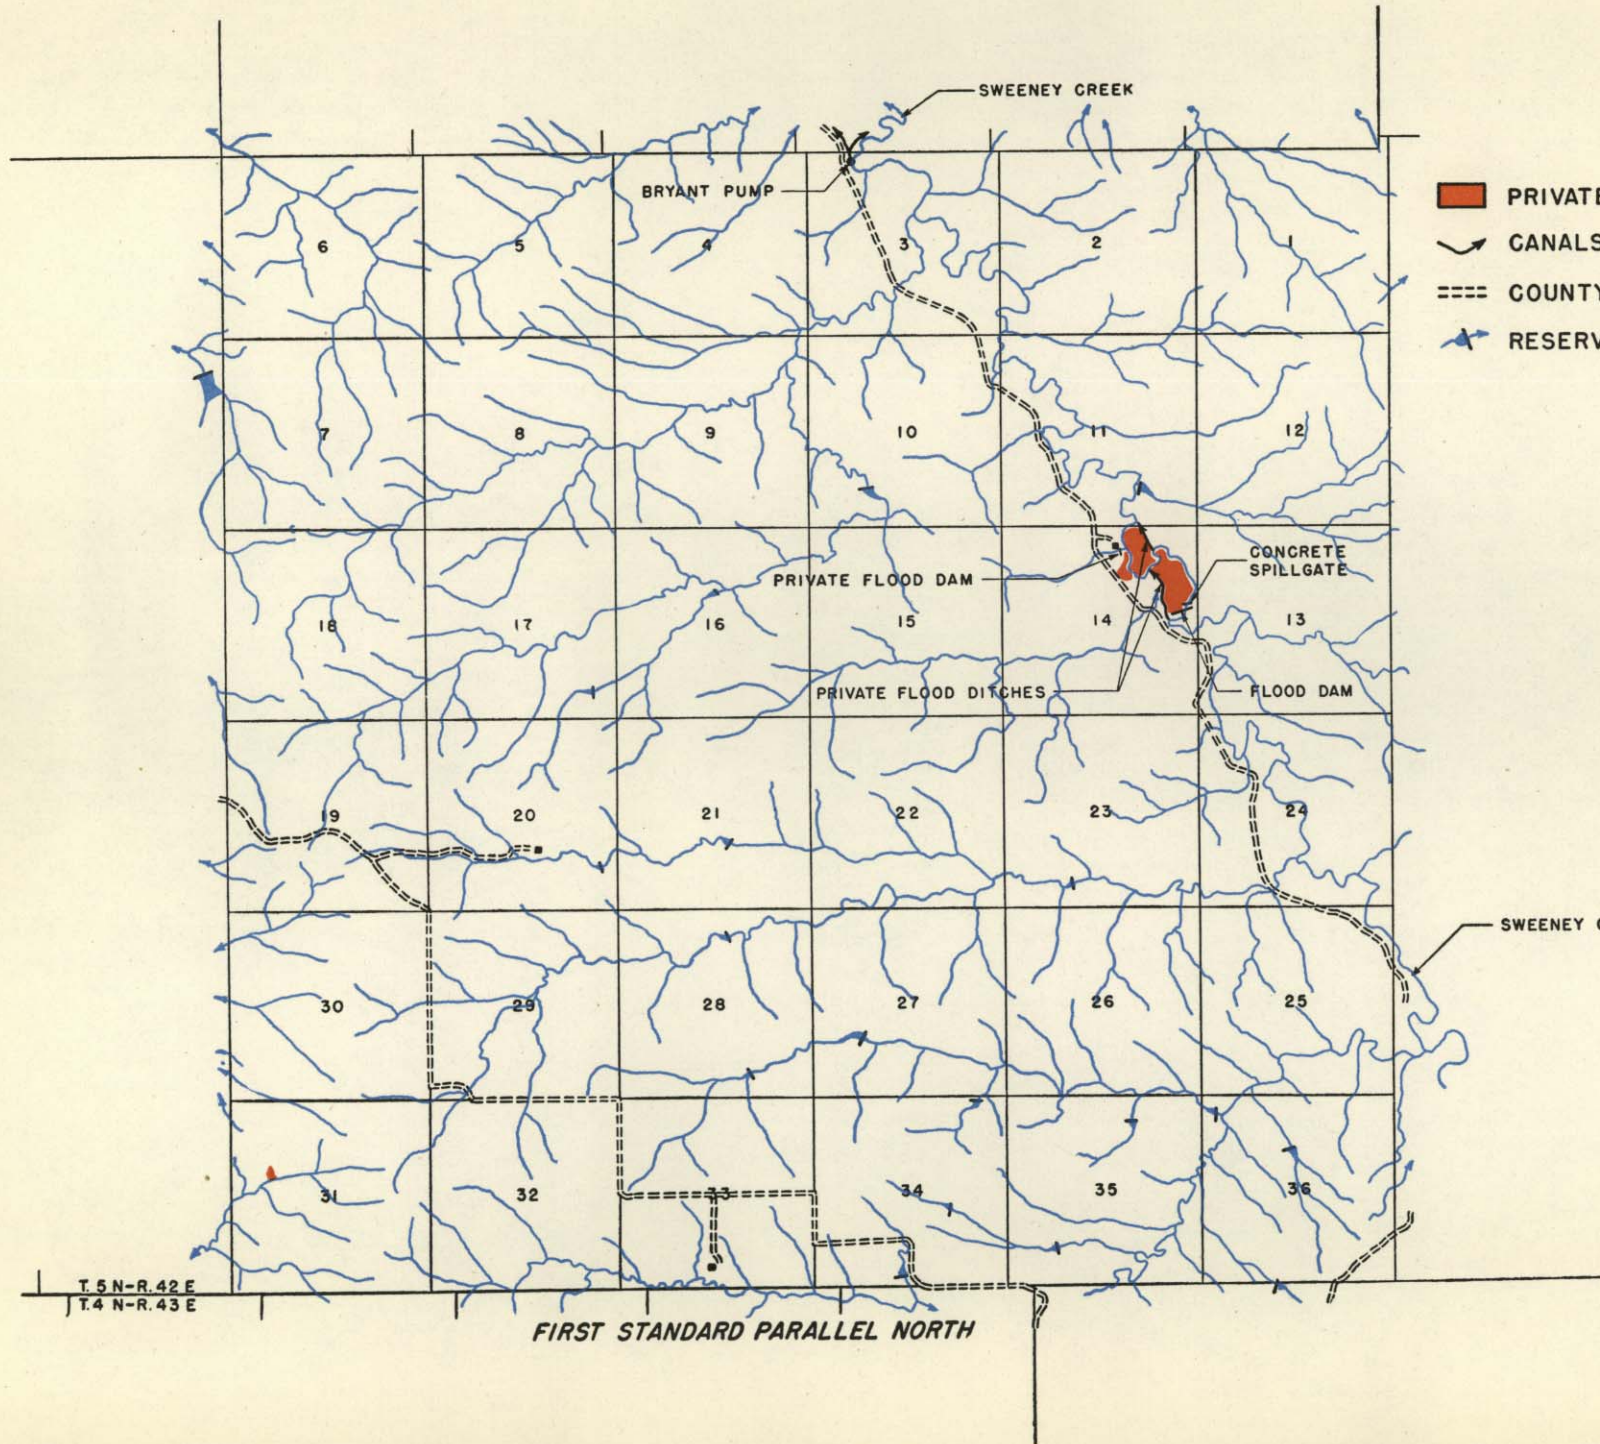 SWEENEY CREEK
BRYANT PUMP
PRIVATE
CANALS
COUNTY
RESERV
6
5
4
3
2
1
7
8
9
10
11
12
CONCRETE
SPILLGATE
PRIVATE FLOOD DAM
18
17
16
15
14
13
PRIVATE FLOOD DITCHES
FLOOD DAM
19
20
21
22
23
24
SWEENEY C
30
29
28
27
26
25
31
32
33
34
35
36
T.5 N-R.42 E
T.4 N-R.43 E
FIRST STANDARD PARALLEL NORTH